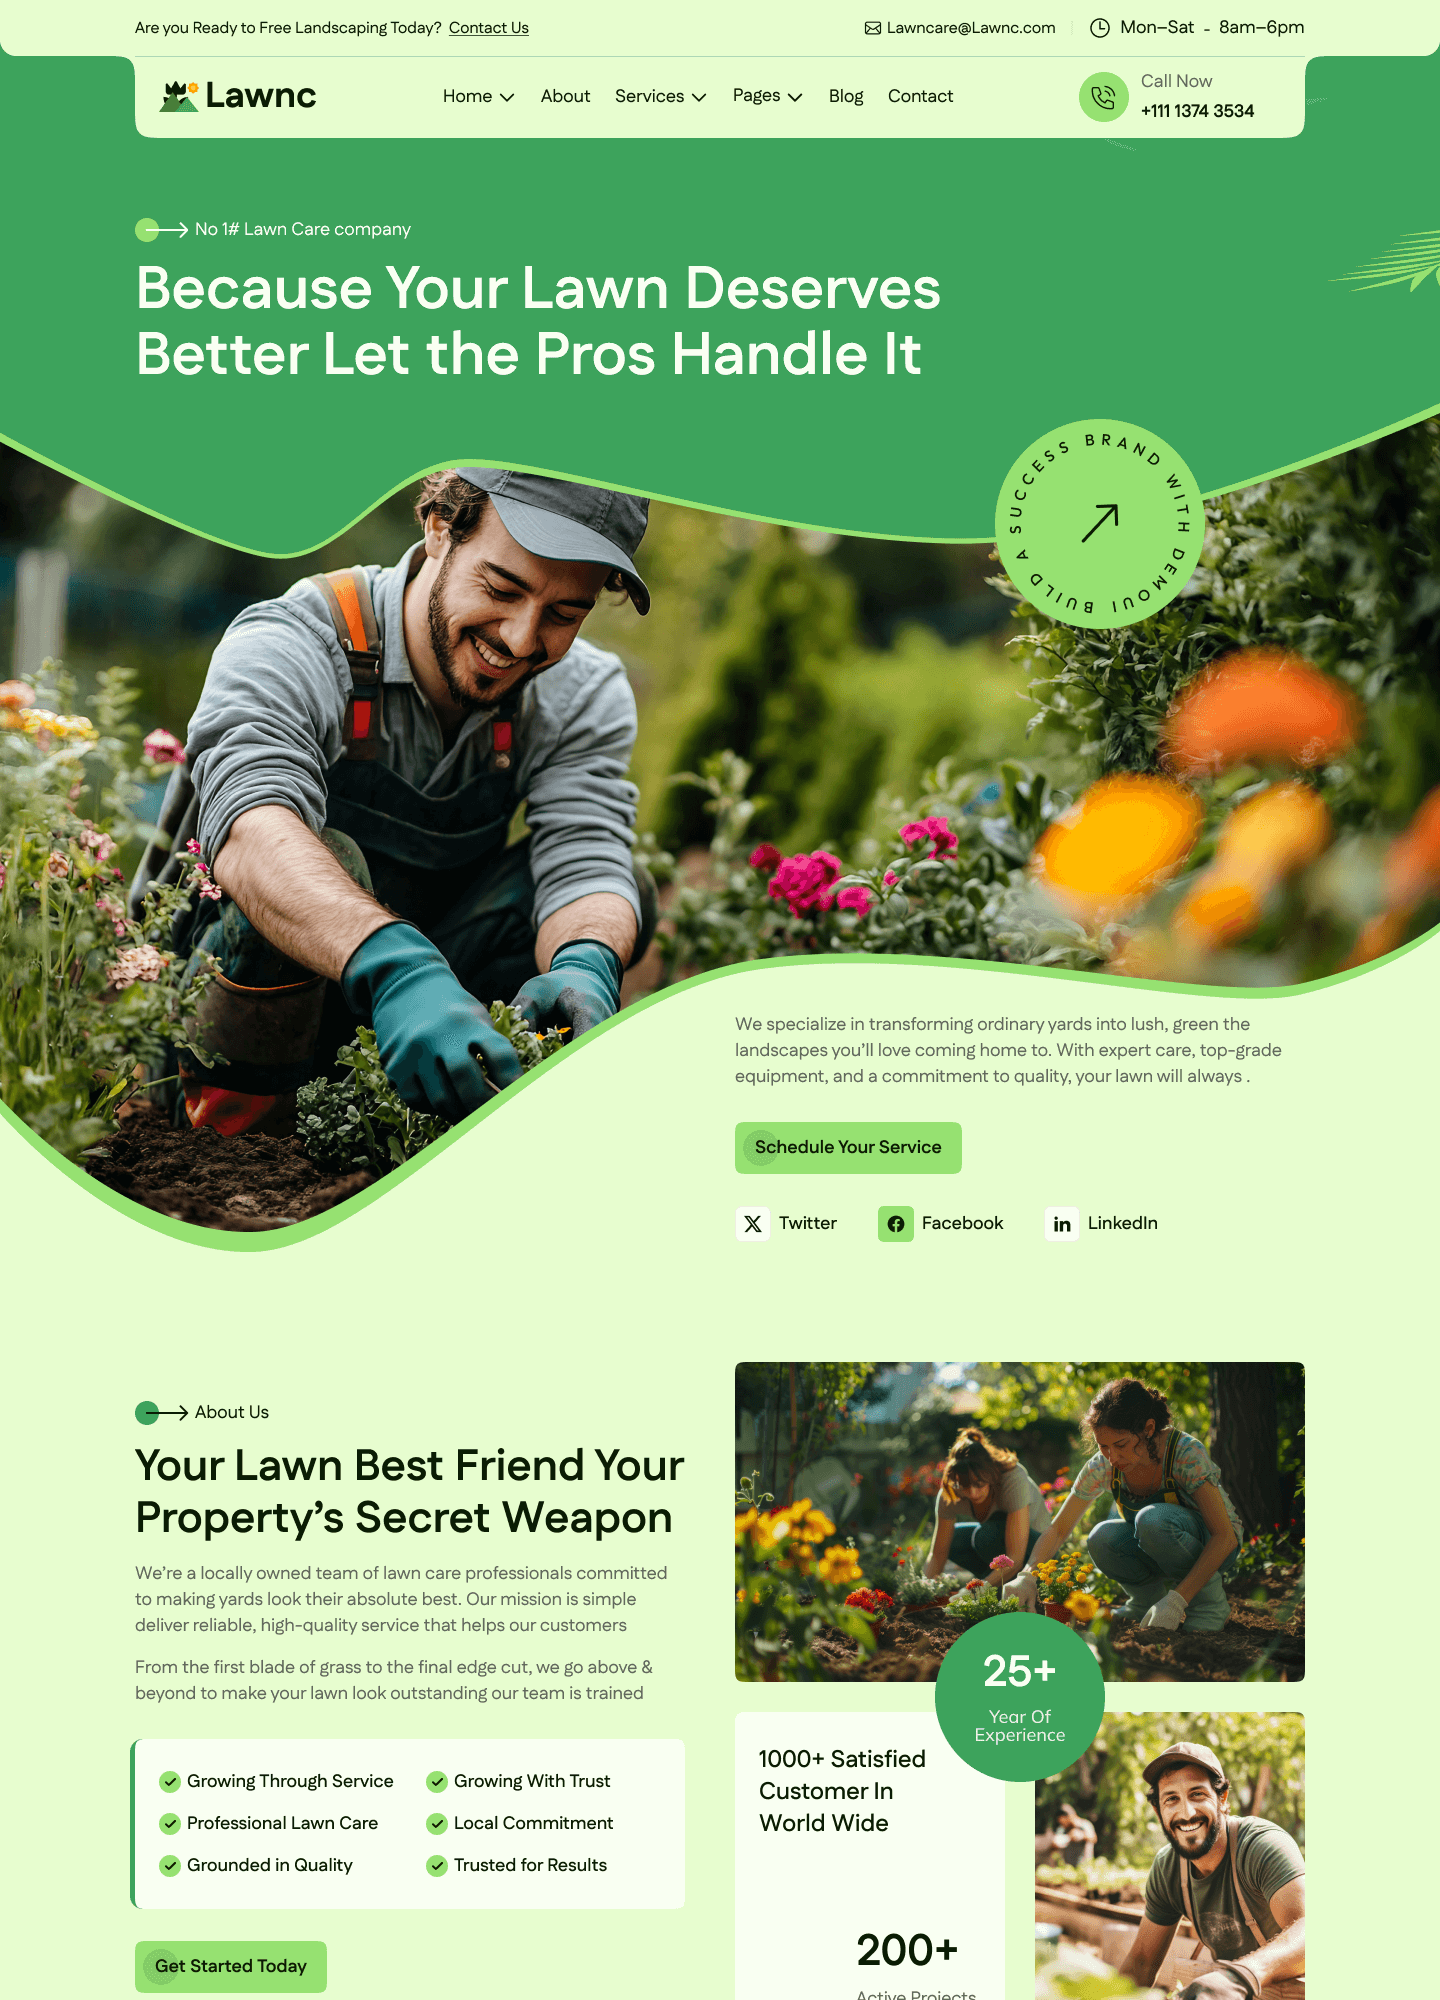 Are you Ready to Free Landscaping Today? Contact Us
Lawncare@Lawnc.com
Mon–Sat - 8am–6pm
Lawnc
Home
About
Services
Pages
Blog
Contact
Call Now
+111 1374 3534
No 1# Lawn Care company
Because Your Lawn Deserves
Better Let the Pros Handle It
BUILD A SUCCESS BRAND WITH DEMOUI
We specialize in transforming ordinary yards into lush, green the
landscapes you’ll love coming home to. With expert care, top-grade
equipment, and a commitment to quality, your lawn will always .
Schedule Your Service
Twitter
Facebook
LinkedIn
About Us
Your Lawn Best Friend Your
Property’s Secret Weapon
We’re a locally owned team of lawn care professionals committed
to making yards look their absolute best. Our mission is simple
deliver reliable, high-quality service that helps our customers
From the first blade of grass to the final edge cut, we go above &
beyond to make your lawn look outstanding our team is trained
Growing Through Service
Growing With Trust
Professional Lawn Care
Local Commitment
Grounded in Quality
Trusted for Results
Get Started Today
25+
Year Of
Experience
1000+ Satisfied
Customer In
World Wide
200+
Active Projects